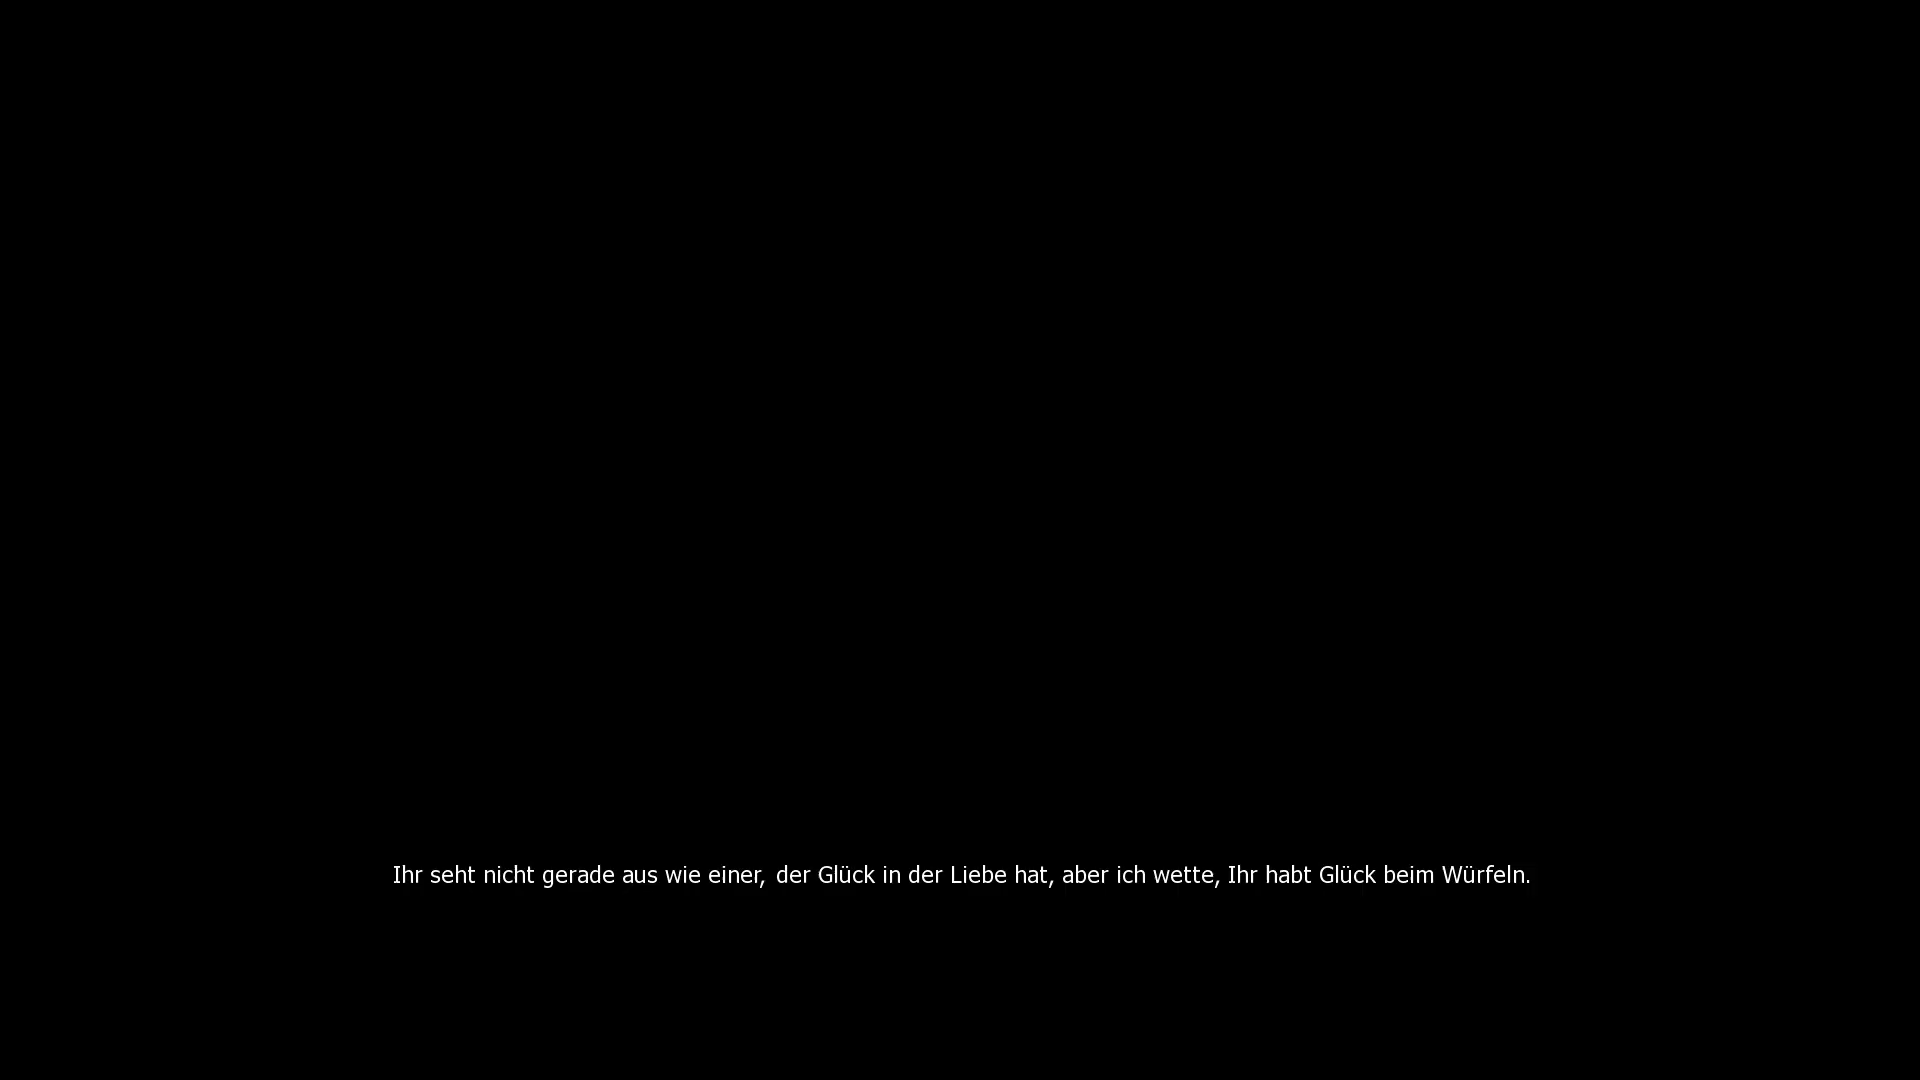 Ihr seht nicht gerade aus wie einer, der Glück in der Liebe hat, aber ich wette, Ihr habt Glück beim Würfeln.